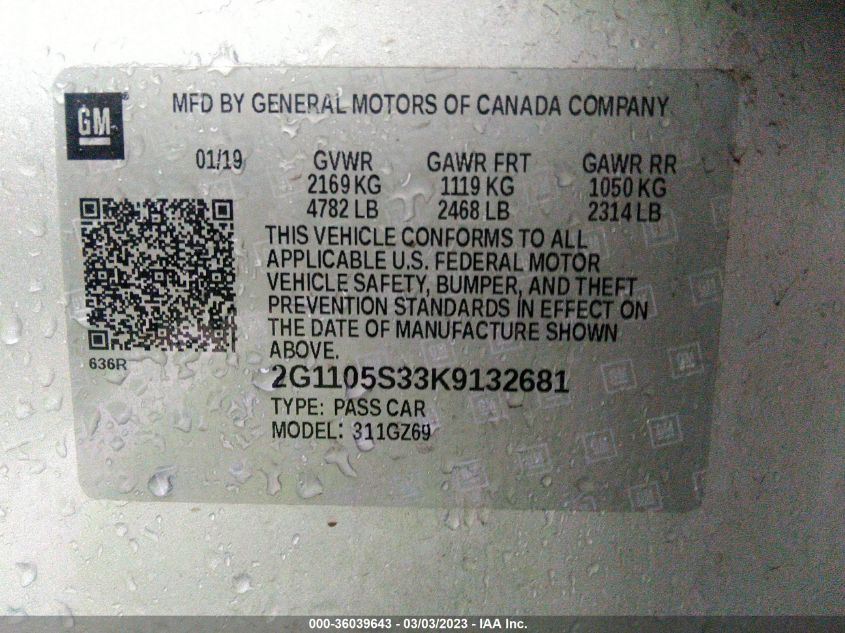 GM®
MFD BY GENERAL MOTORS OF CANADA COMPANY
01/19 GVWR GAWR FRT GAWR RR
2169 KG 1119 KG 1050 KG
4782 LB 2468 LB 2314 LB
THIS VEHICLE CONFORMS TO ALL
APPLICABLE U.S. FEDERAL MOTOR
VEHICLE SAFETY, BUMPER, AND THEFT
PREVENTION STANDARDS IN EFFECT ON
THE DATE OF MANUFACTURE SHOWN
ABOVE.
636R
2G1105S33K9132681
TYPE: PASS CAR
MODEL: 311GZ69
000-36039643 - 03/03/2023 - IAA Inc.